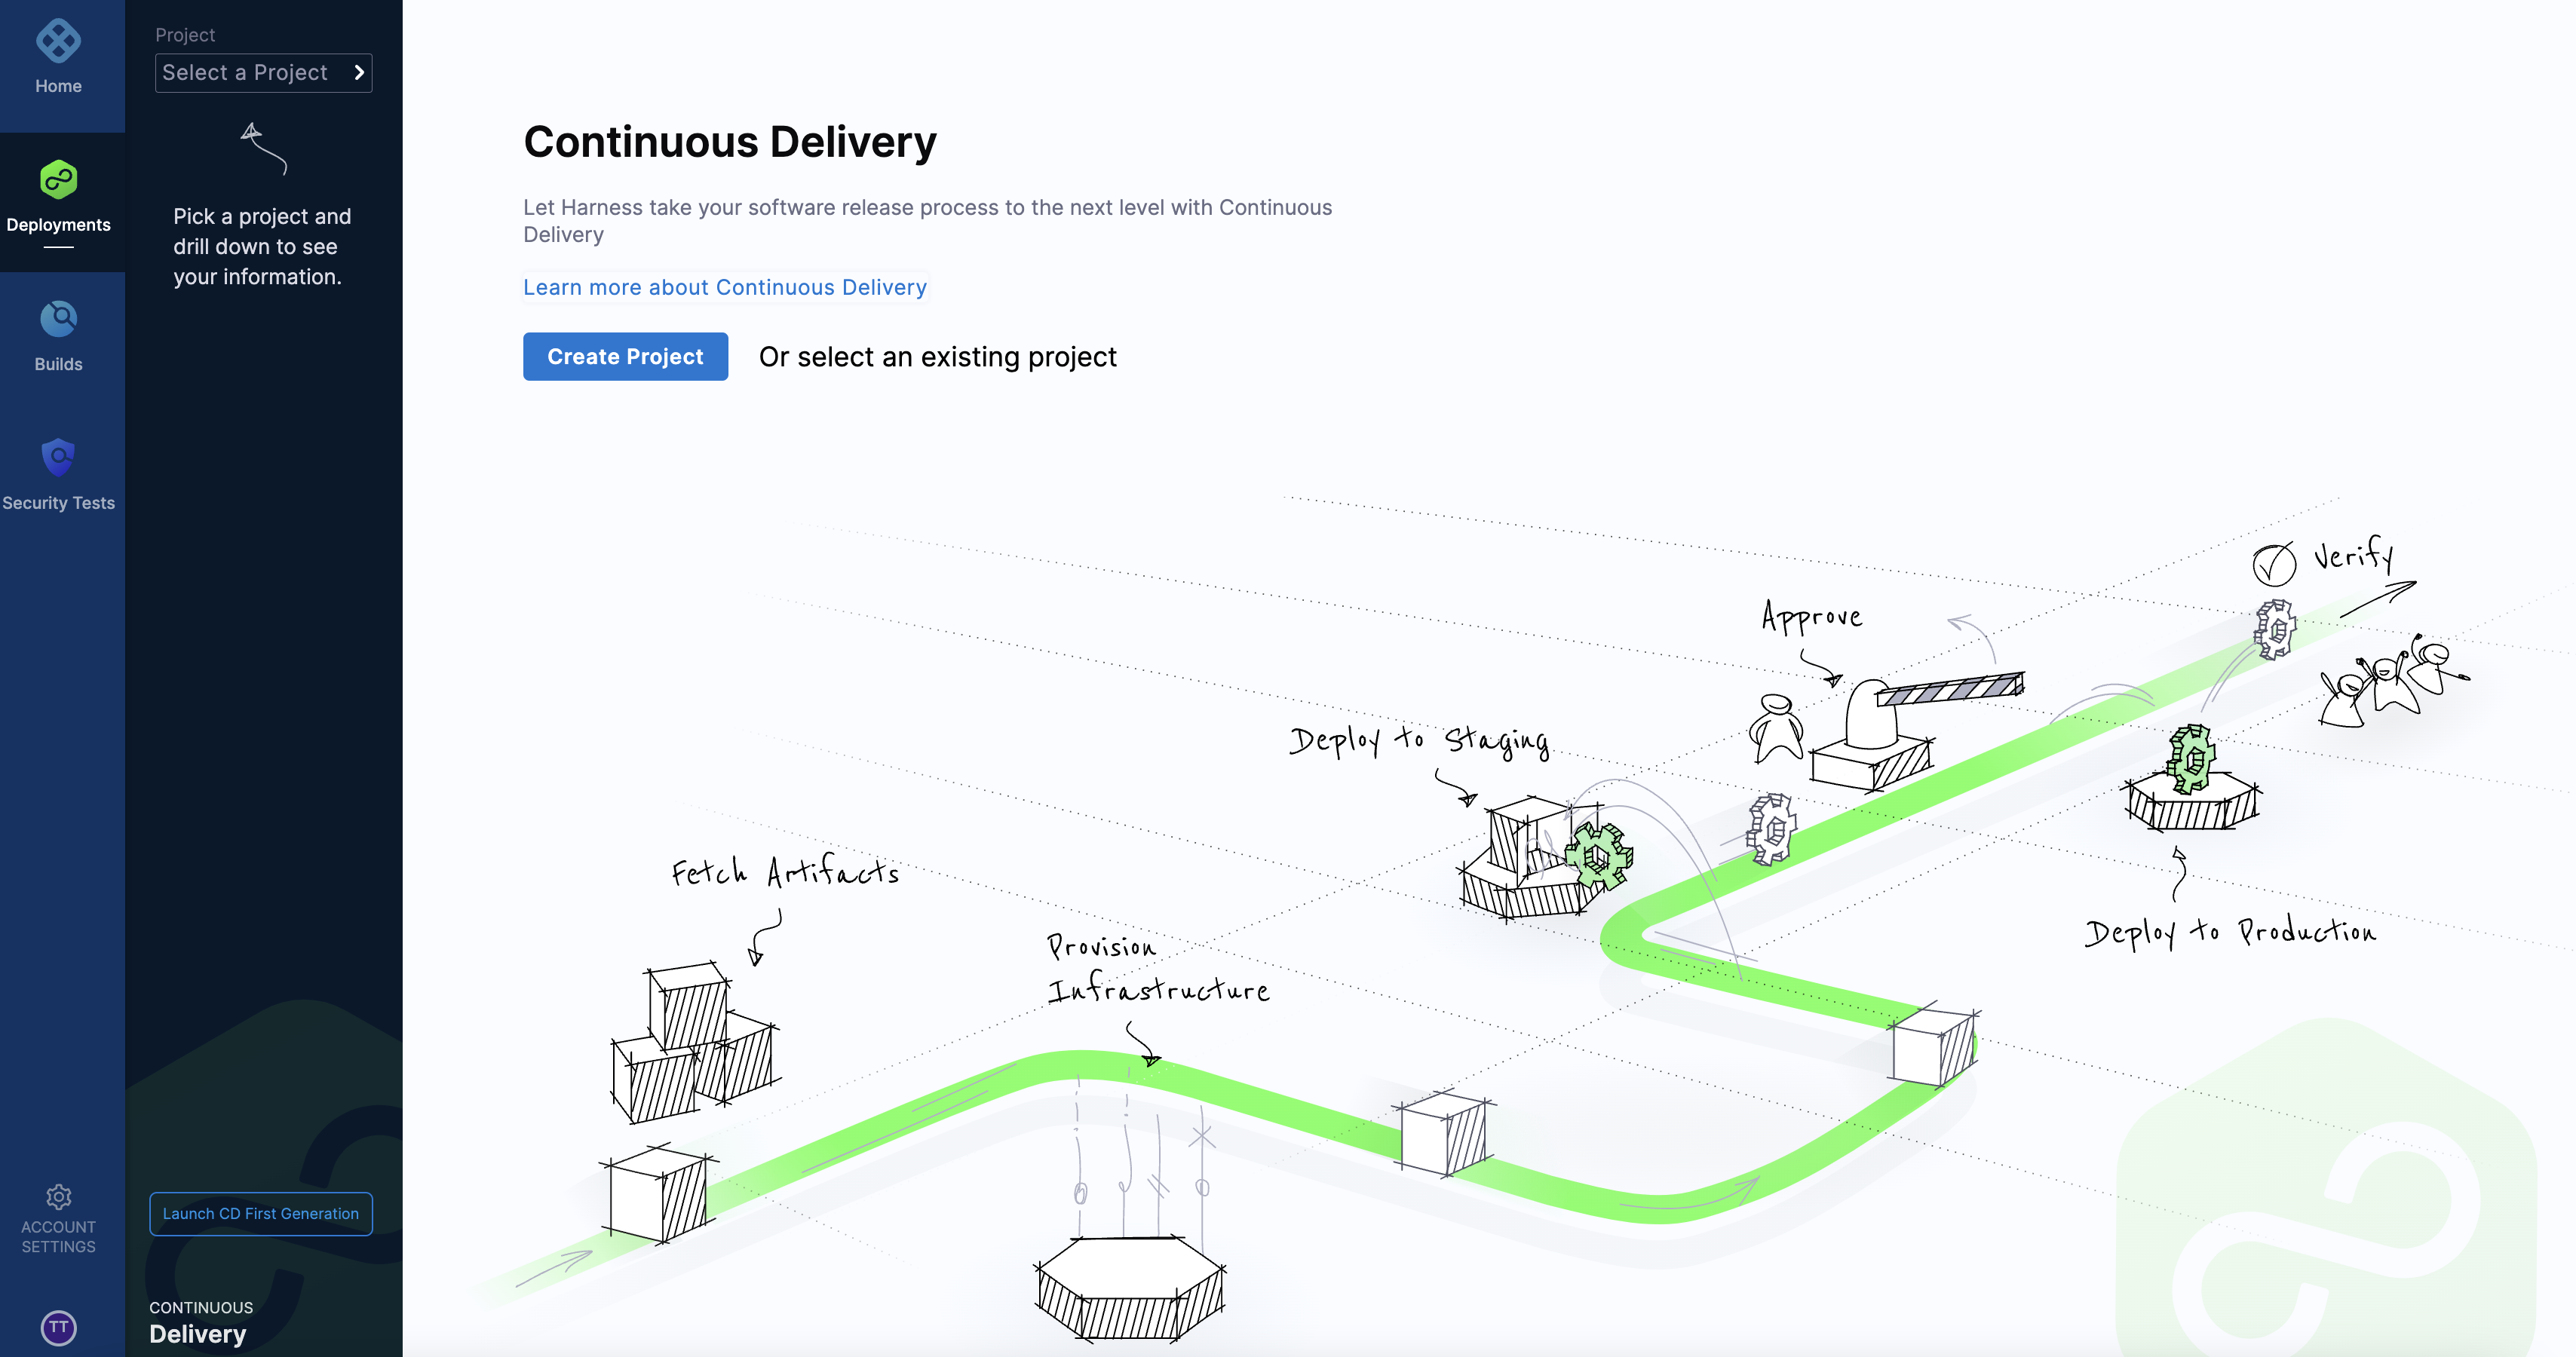 Home
Deployments
Builds
Security Tests
ACCOUNT
SETTINGS
TT
Project
Select a Project
Pick a project and
drill down to see
your information.
Launch CD First Generation
CONTINUOUS
Delivery
Continuous Delivery
Let Harness take your software release process to the next level with Continuous
Delivery
Learn more about Continuous Delivery
Create Project
Or select an existing project
Fetch Artifacts
Provision
Infrastructure
Deploy to Staging
Approve
Verify
Deploy to Production